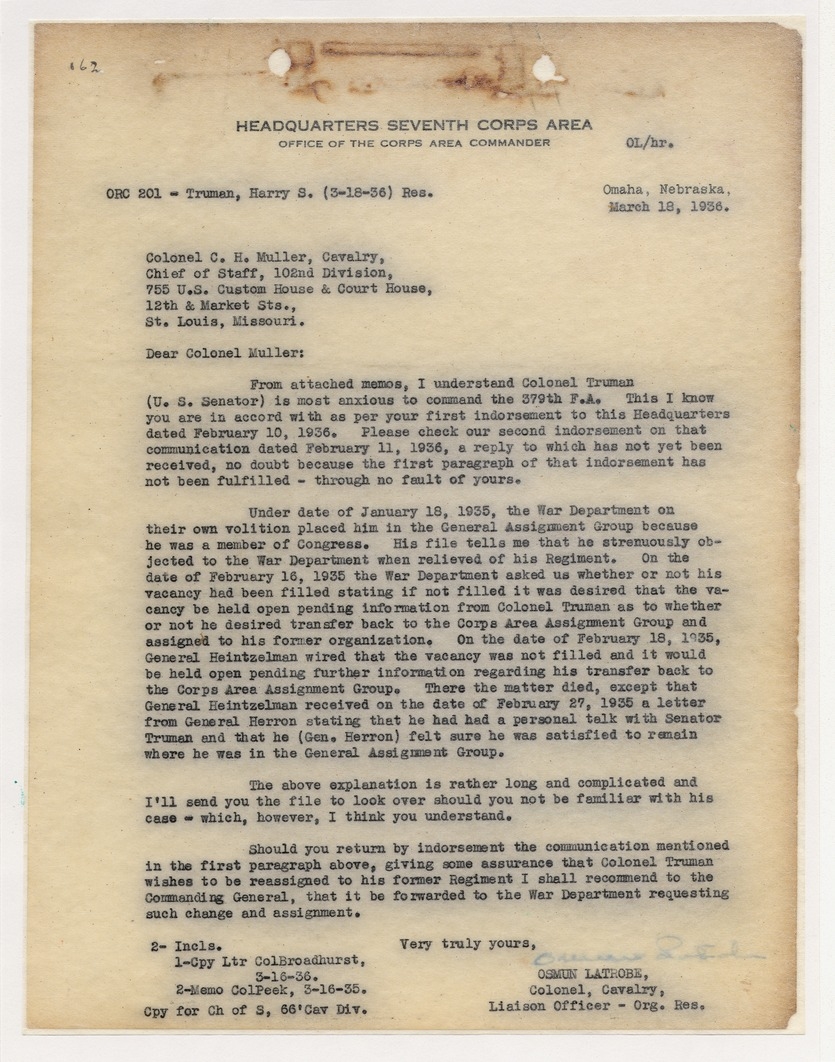 162
HEADQUARTERS SEVENTH CORPS AREA
OFFICE OF THE CORPS AREA COMMANDER
OL/hr.
ORC 201 - Truman, Harry S. (3-18-36) Res.
Omaha, Nebraska,
March 18, 1936.
Colonel C. H. Muller, Cavalry,
Chief of Staff, 102nd Division,
755 U.S. Custom House & Court House,
12th & Market Sts.,
St. Louis, Missouri.
Dear Colonel Muller:
From attached memos, I understand Colonel Truman
(U. S. Senator) is most anxious to command the 379th F.A. This I know
you are in accord with as per your first indorsement to this Headquarters
dated February 10, 1936. Please check our second indorsement on that
communication dated February 11, 1936, a reply to which has not yet been
received, no doubt because the first paragraph of that indorsement has
not been fulfilled - through no fault of yours.
Under date of January 18, 1935, the War Department on
their own volition placed him in the General Assignment Group because
he was a member of Congress. His file tells me that he strenuously ob-
jected to the War Department when relieved of his Regiment. On the
date of February 16, 1935 the War Department asked us whether or not his
vacancy had been filled stating if not filled it was desired that the va-
cancy be held open pending information from Colonel Truman as to whether
or not he desired transfer back to the Corps Area Assignment Group and
assigned to his former organization. On the date of February 18, 1935,
General Heintzelman wired that the vacancy was not filled and it would
be held open pending further information regarding his transfer back to
the Corps Area Assignment Group. There the matter died, except that
General Heintzelman received on the date of February 27, 1935 a letter
from General Herron stating that he had had a personal talk with Senator
Truman and that he (Gen. Herron) felt sure he was satisfied to remain
where he was in the General Assignment Group.
The above explanation is rather long and complicated and
I'll send you the file to look over should you not be familiar with his
case - which, however, I think you understand.
Should you return by indorsement the communication mentioned
in the first paragraph above, giving some assurance that Colonel Truman
wishes to be reassigned to his former Regiment I shall recommend to the
Commanding General, that it be forwarded to the War Department requesting
such change and assignment.
2- Incls.
1-Cpy Ltr ColBroadhurst,
3-16-36.
2-Memo ColPeek, 3-16-35.
Cpy for Ch of S, 66'Cav Div.
Very truly yours,
Osmun Latrobe
OSMUN LATROBE,
Colonel, Cavalry,
Liaison Officer - Org. Res.